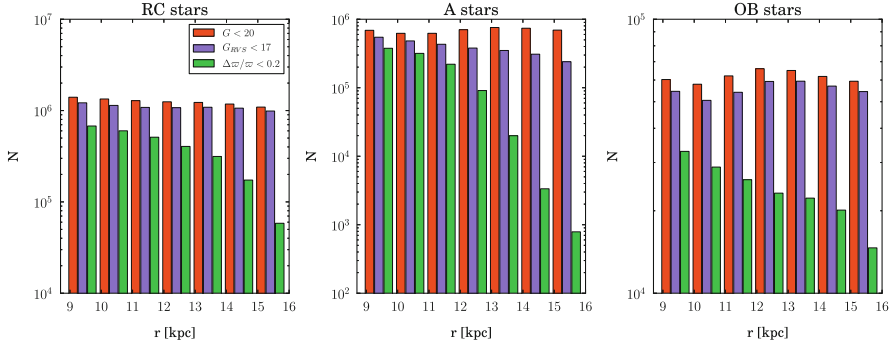 RC stars
A stars
OB stars
G < 20
G_RVS < 17
Δϖ/ϖ < 0.2
N
10^7
10^6
10^5
10^4
9 10 11 12 13 14 15 16
r [kpc]
N
10^6
10^5
10^4
10^3
10^2
9 10 11 12 13 14 15 16
r [kpc]
N
10^5
10^4
9 10 11 12 13 14 15 16
r [kpc]